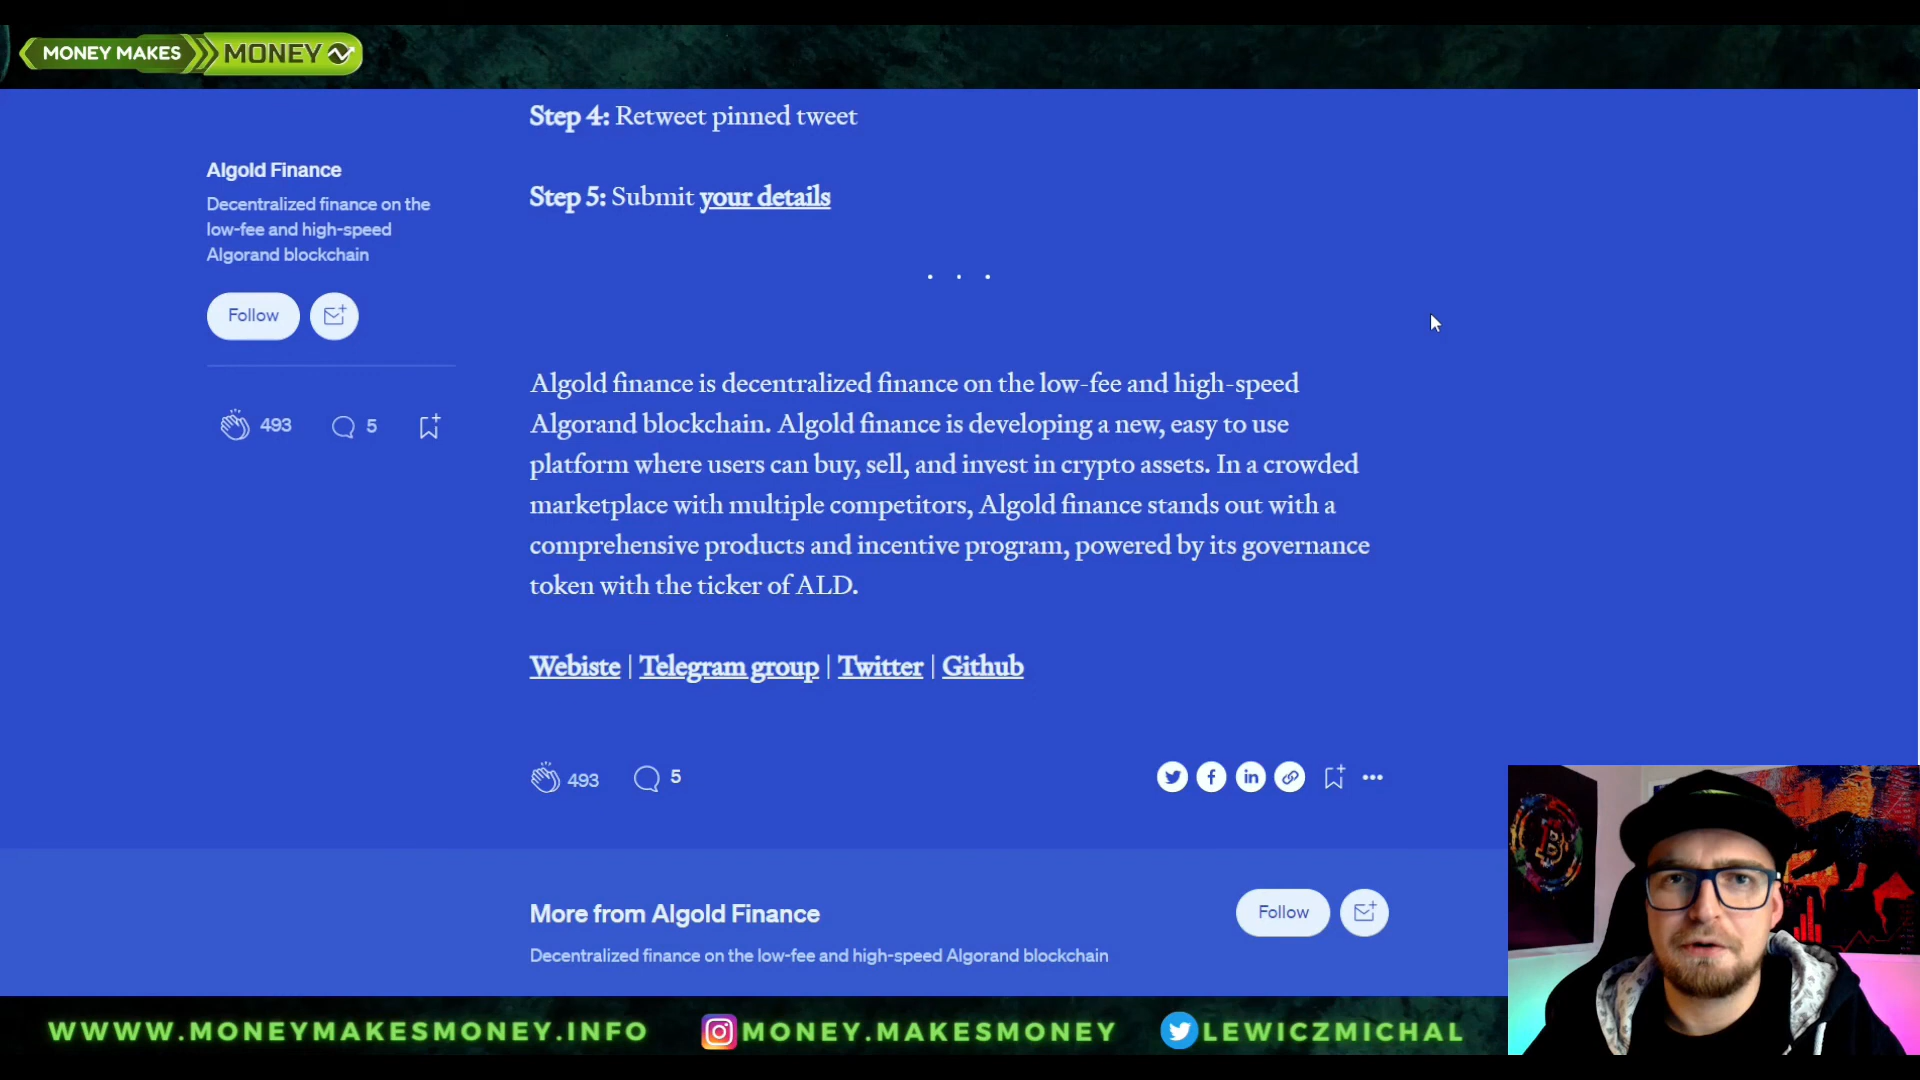 MONEY MAKES MONEY
Step 4: Retweet pinned tweet
Algold Finance
Decentralized finance on the
low-fee and high-speed
Algorand blockchain
Follow
493 5
Step 5: Submit your details
. . .
Algold finance is decentralized finance on the low-fee and high-speed
Algorand blockchain. Algold finance is developing a new, easy to use
platform where users can buy, sell, and invest in crypto assets. In a crowded
marketplace with multiple competitors, Algold finance stands out with a
comprehensive products and incentive program, powered by its governance
token with the ticker of ALD.
Webiste | Telegram group | Twitter | Github
493 5
More from Algold Finance
Follow
Decentralized finance on the low-fee and high-speed Algorand blockchain
WWWW.MONEYMAKESMONEY.INFO MONEY.MAKESMONEY LEWICZMICHAL